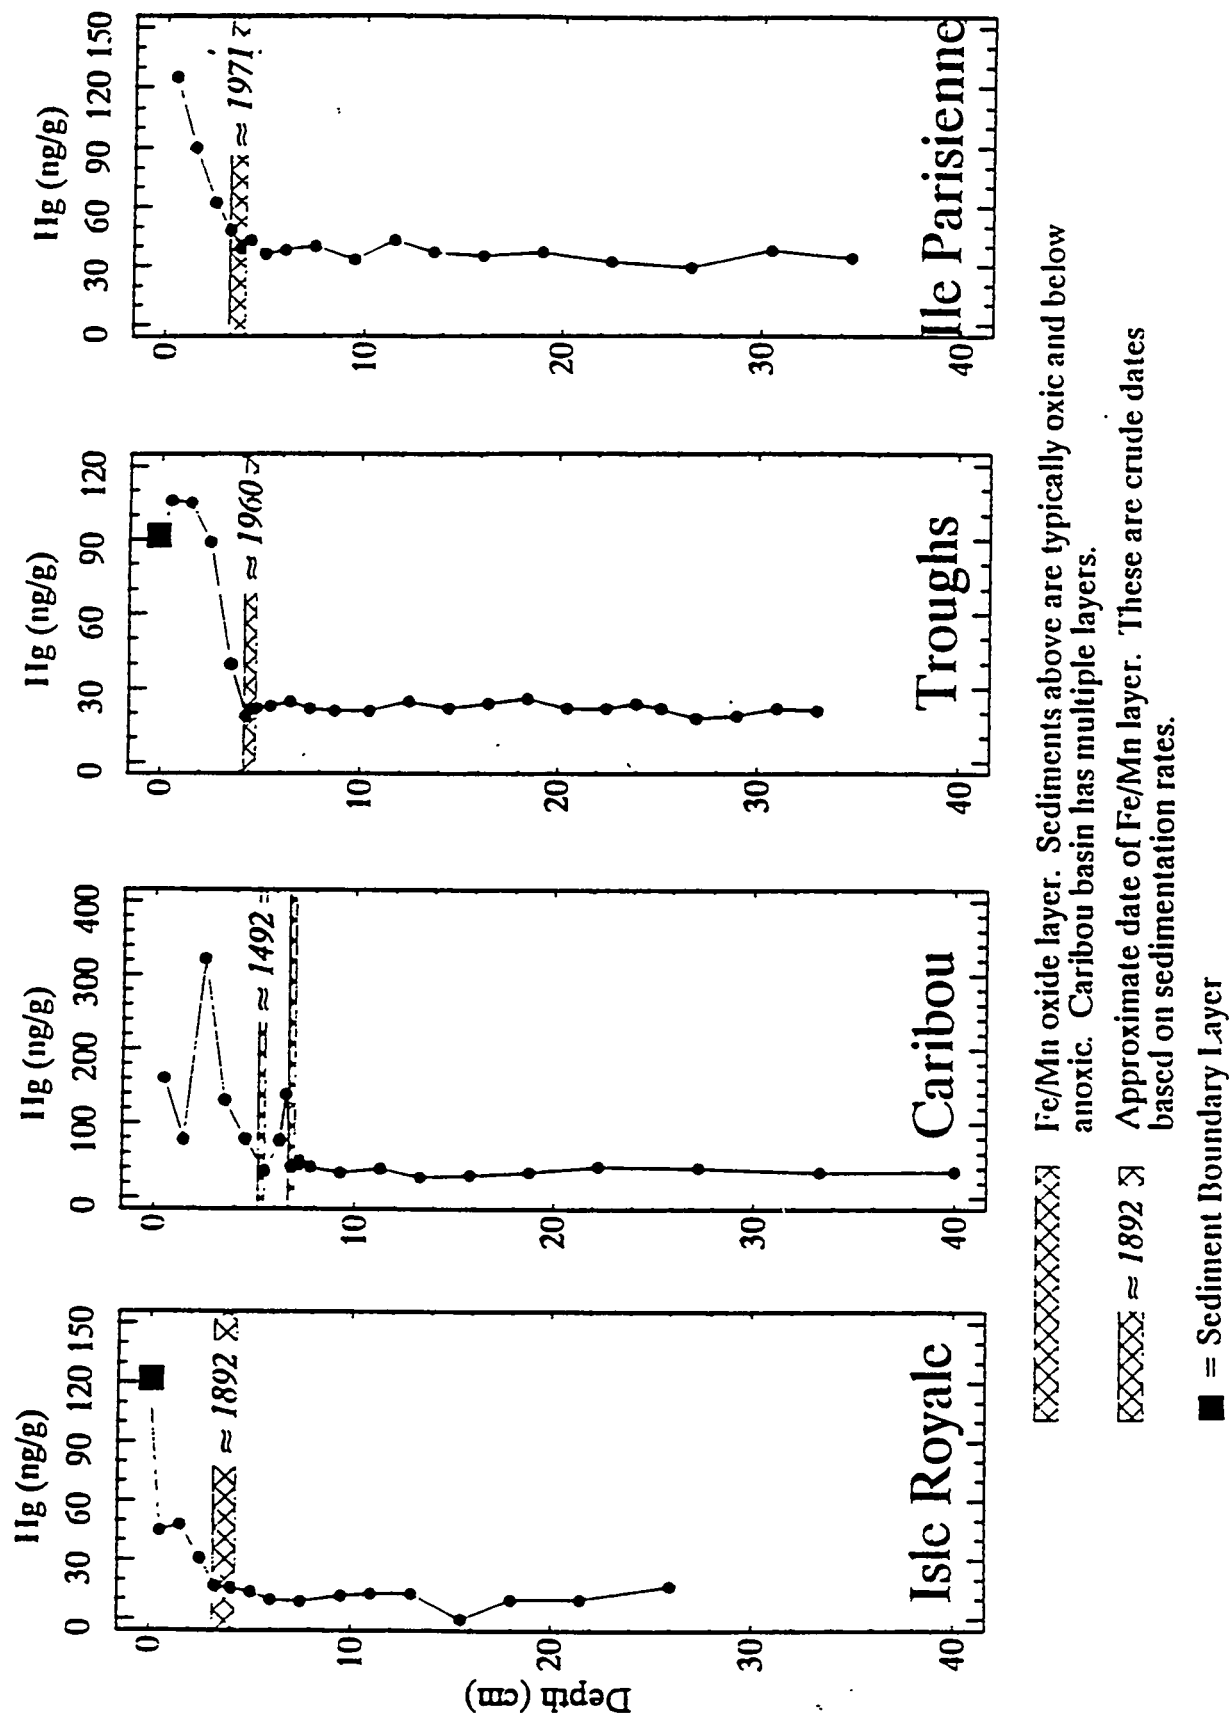 Hg (ng/g)
0 30 60 90 120 150
Depth (cm)
0
10
20
30
40
≈ 1892
Isle Royale
Hg (ng/g)
0 100 200 300 400
0
10
20
30
40
≈ 1492
Caribou
Hg (ng/g)
0 30 60 90 120
0
10
20
30
40
≈ 1960
Troughs
Hg (ng/g)
0 30 60 90 120 150
0
10
20
30
40
≈ 1971
Ile Parisienne
Fe/Mn oxide layer. Sediments above are typically oxic and below
anoxic. Caribou basin has multiple layers.
≈ 1892 Approximate date of Fe/Mn layer. These are crude dates
based on sedimentation rates.
■ = Sediment Boundary Layer